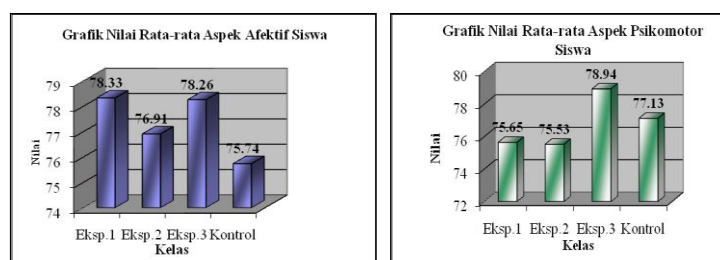 Grafik Nilai Rata-rata Aspek Afektif Siswa
79
78
77
76
75
74
Nilai
78.33
76.91
78.26
75.74
Eksp.1 Eksp.2 Eksp.3 Kontrol
Kelas
Grafik Nilai Rata-rata Aspek Psikomotor
Siswa
80
78
76
74
72
Nilai
75.65
75.53
78.94
77.13
Eksp.1 Eksp.2 Eksp.3 Kontrol
Kelas